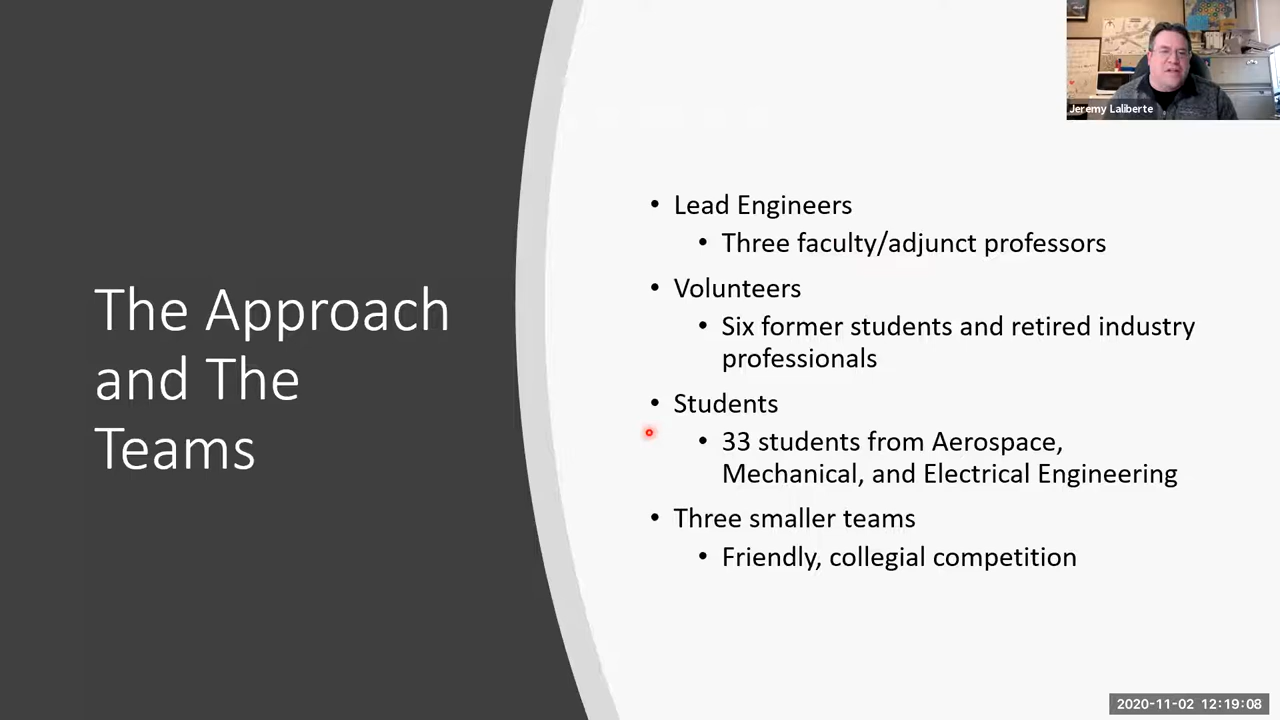 Jeremy Laliberte
The Approach
and The
Teams
• Lead Engineers
• Three faculty/adjunct professors
• Volunteers
• Six former students and retired industry
professionals
• Students
• 33 students from Aerospace,
Mechanical, and Electrical Engineering
• Three smaller teams
• Friendly, collegial competition
2020-11-02 12:19:08